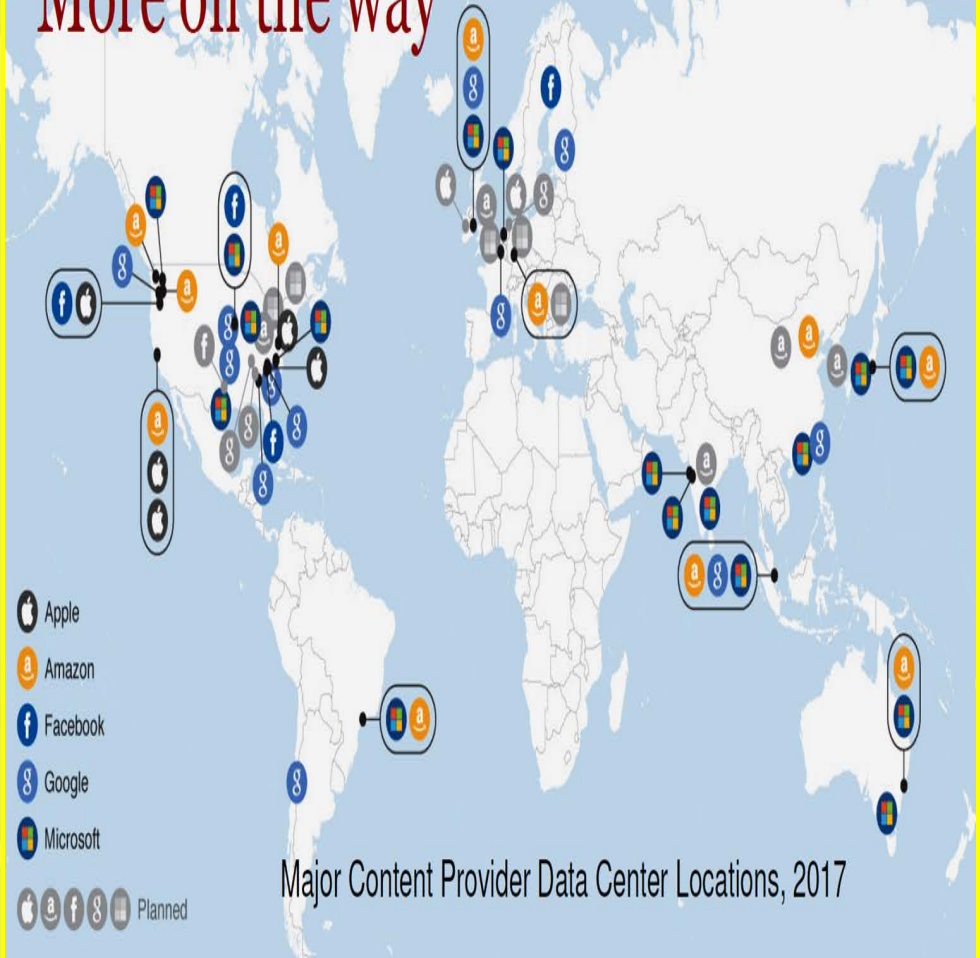 More on the way
Apple
Amazon
Facebook
Google
Microsoft
Planned
Major Content Provider Data Center Locations, 2017